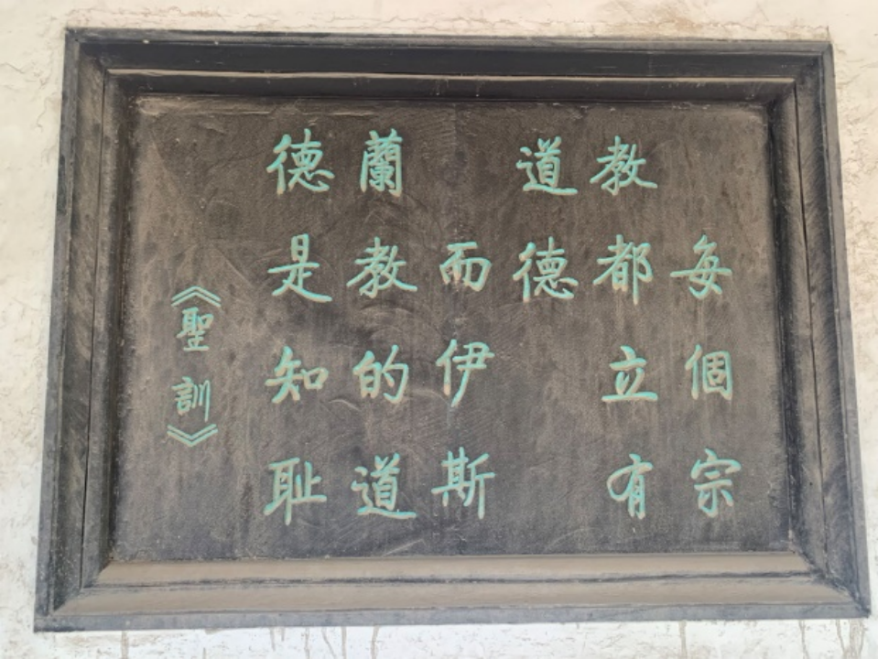 每個宗
教都立有
道德
而伊斯
蘭教的道
德是知耻
《聖訓》